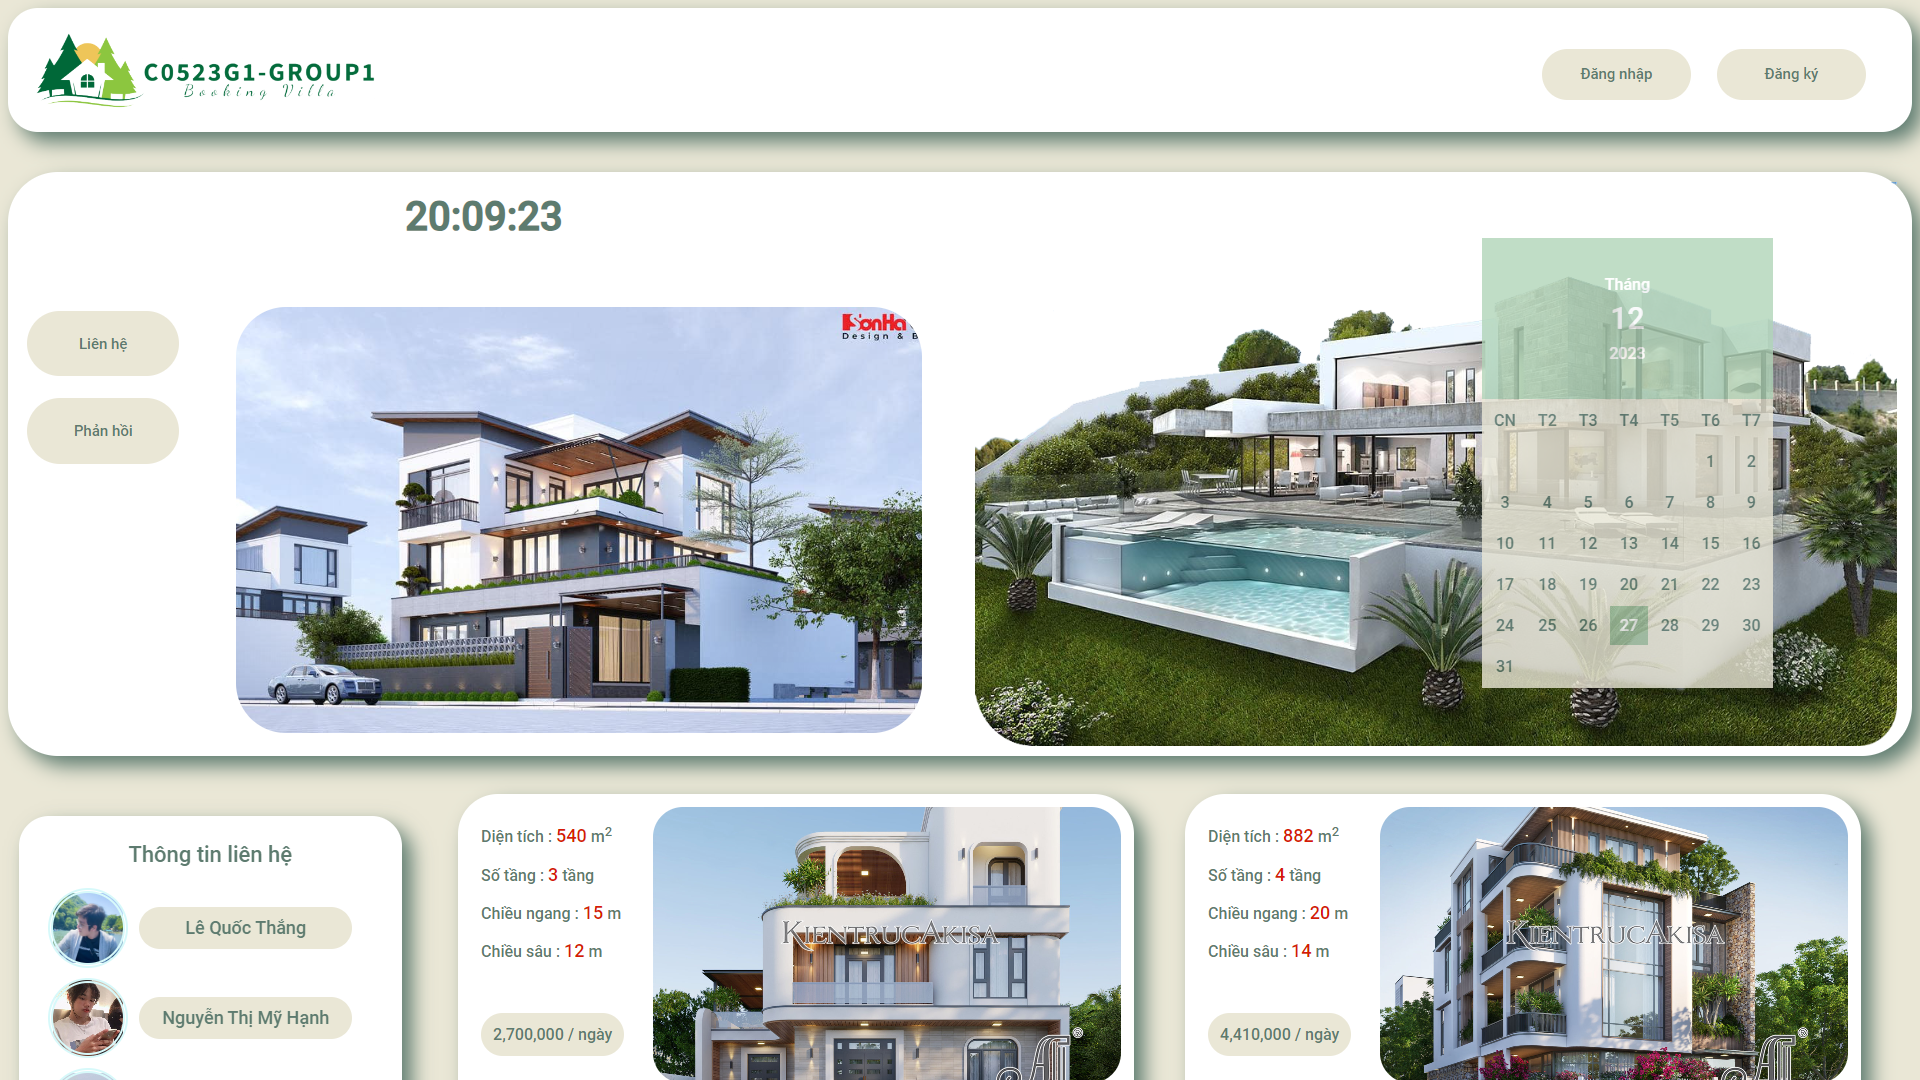 C0523G1-GROUP1
Booking Villa
Đăng nhập
Đăng ký
20:09:23
Liên hệ
Phản hồi
SonHa
Design & B
Tháng
12
2023
CN T2 T3 T4 T5 T6 T7
1 2
3 4 5 6 7 8 9
10 11 12 13 14 15 16
17 18 19 20 21 22 23
24 25 26 27 28 29 30
31
Thông tin liên hệ
Lê Quốc Thắng
Nguyễn Thị Mỹ Hạnh
Diện tích : 540 m²
Số tầng : 3 tầng
Chiều ngang : 15 m
Chiều sâu : 12 m
2,700,000 / ngày
KIENTRUCAKISA
Diện tích : 882 m²
Số tầng : 4 tầng
Chiều ngang : 20 m
Chiều sâu : 14 m
4,410,000 / ngày
KIENTRUCAKISA